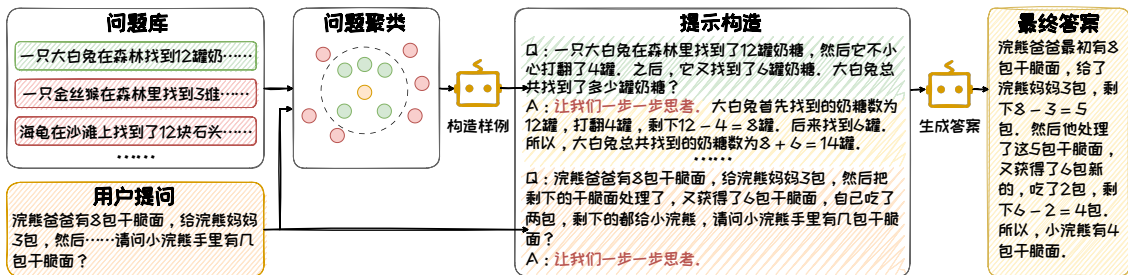 问题库
一只大白兔在森林找到12罐奶……
一只金丝猴在森林里找到3堆……
海龟在沙滩上找到了12块石头……
……
用户提问
浣熊爸爸有8包干脆面，给浣熊妈妈
3包，然后……请问小浣熊手里有几
包干脆面？
问题聚类
构造样例
提示构造
Q：一只大白兔在森林里找到了12罐奶糖，然后它不小
心打翻了4罐．之后，它又找到了6罐奶糖．大白兔总
共找到了多少罐奶糖？
A：让我们一步一步思考．大白兔首先找到的奶糖数为
12罐，打翻4罐，剩下12 - 4 = 8罐．后来找到6罐．
所以，大白兔总共找到的奶糖数为8 + 6 = 14罐．
……
Q：浣熊爸爸有8包干脆面，给浣熊妈妈3包，然后把
剩下的干脆面处理了，又获得了6包干脆面，自己吃了
两包，剩下的都给小浣熊，请问小浣熊手里有几包干脆
面？
A：让我们一步一步思考．
生成答案
最终答案
浣熊爸爸最初有8
包干脆面，给了
浣熊妈妈3包，剩
下8 - 3 = 5
包．然后他处理
了这5包干脆面，
又获得了6包新
的，吃了2包，剩
下6 - 2 = 4包．
所以，小浣熊有4
包干脆面．